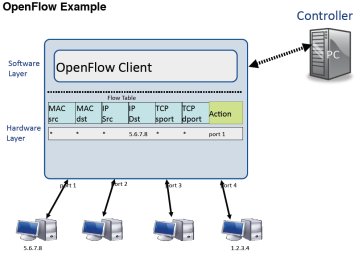 OpenFlow Example
Controller
PC
Software
Layer
OpenFlow Client
Flow Table
MAC src MAC dst IP Src IP Dst TCP sport TCP dport Action
Hardware
Layer
* * * 5.6.7.8 * * port 1
port 1 port 2 port 3 port 4
5.6.7.8 1.2.3.4